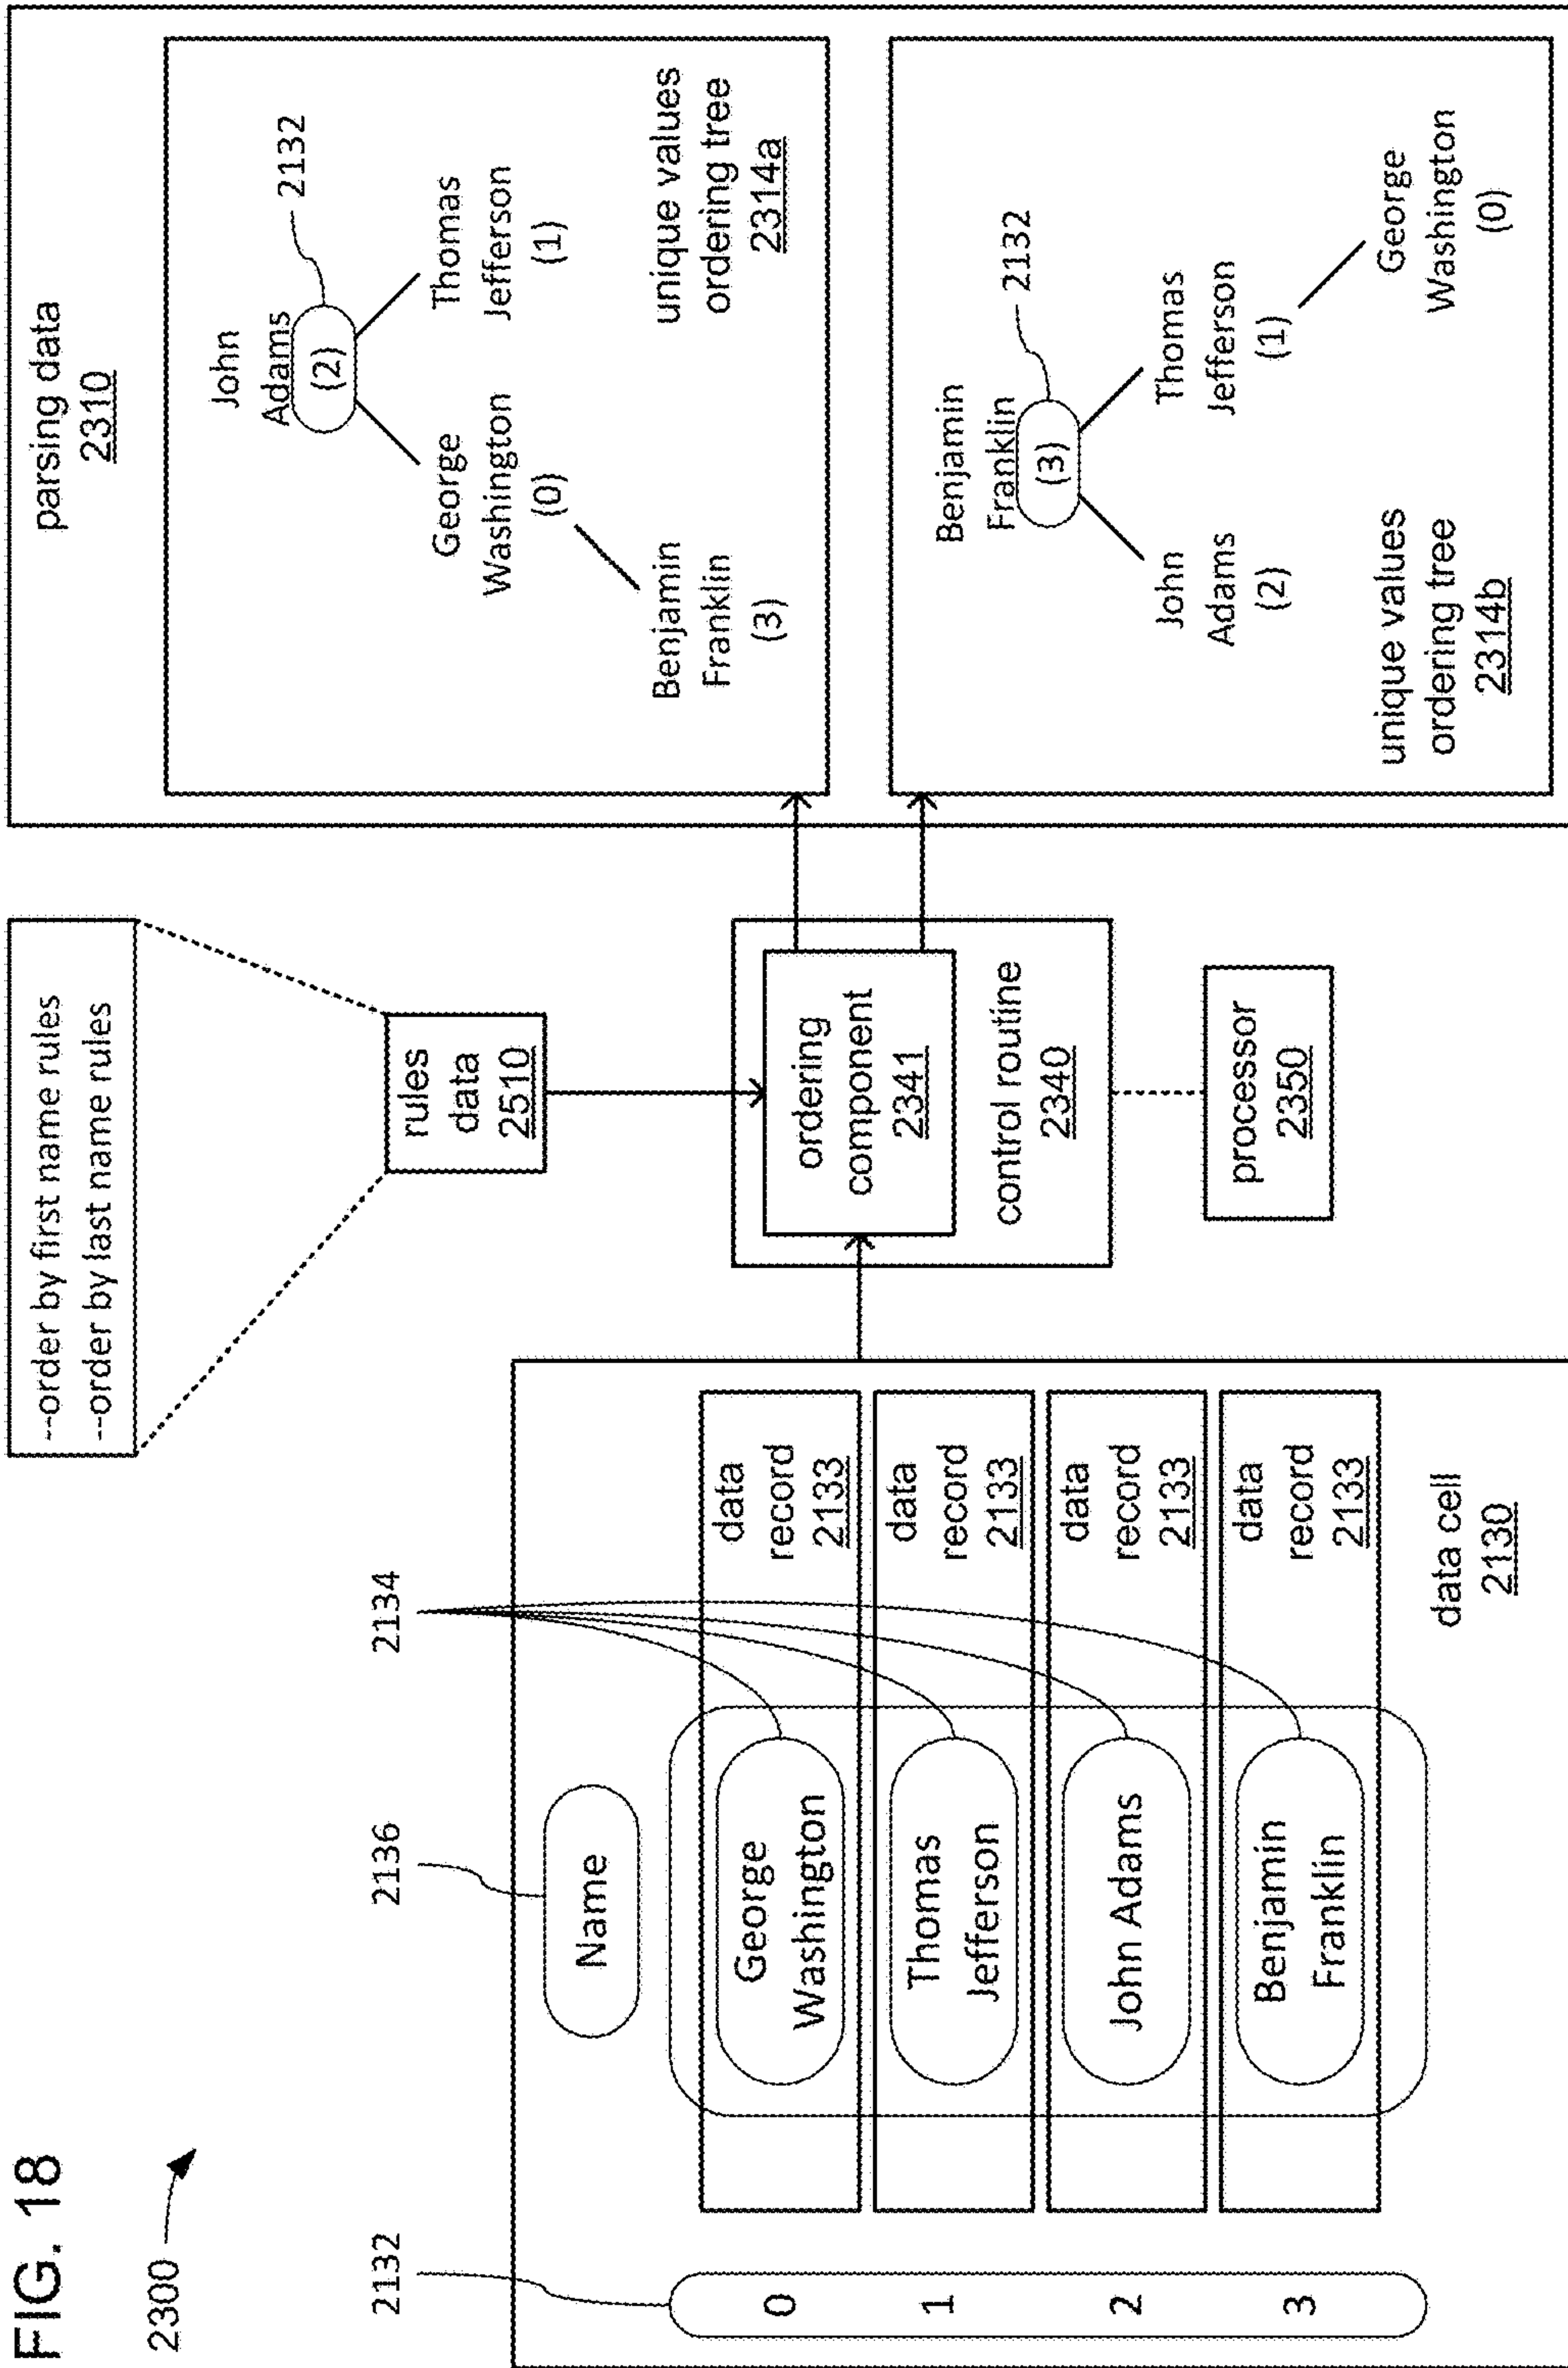 FIG. 18
2300
2132
2136
2134
0
1
2
3
Name
George
Washington
Thomas
Jefferson
John Adams
Benjamin
Franklin
data
record
2133
data
record
2133
data
record
2133
data
record
2133
data cell
2130
--order by first name rules
--order by last name rules
rules
data
2510
ordering
component
2341
control routine
2340
processor
2350
parsing data
2310
John
Adams
(2)
2132
George
Washington
(0)
Thomas
Jefferson
(1)
Benjamin
Franklin
(3)
unique values
ordering tree
2314a
Benjamin
Franklin
(3)
2132
John
Adams
(2)
Thomas
Jefferson
(1)
George
Washington
(0)
unique values
ordering tree
2314b